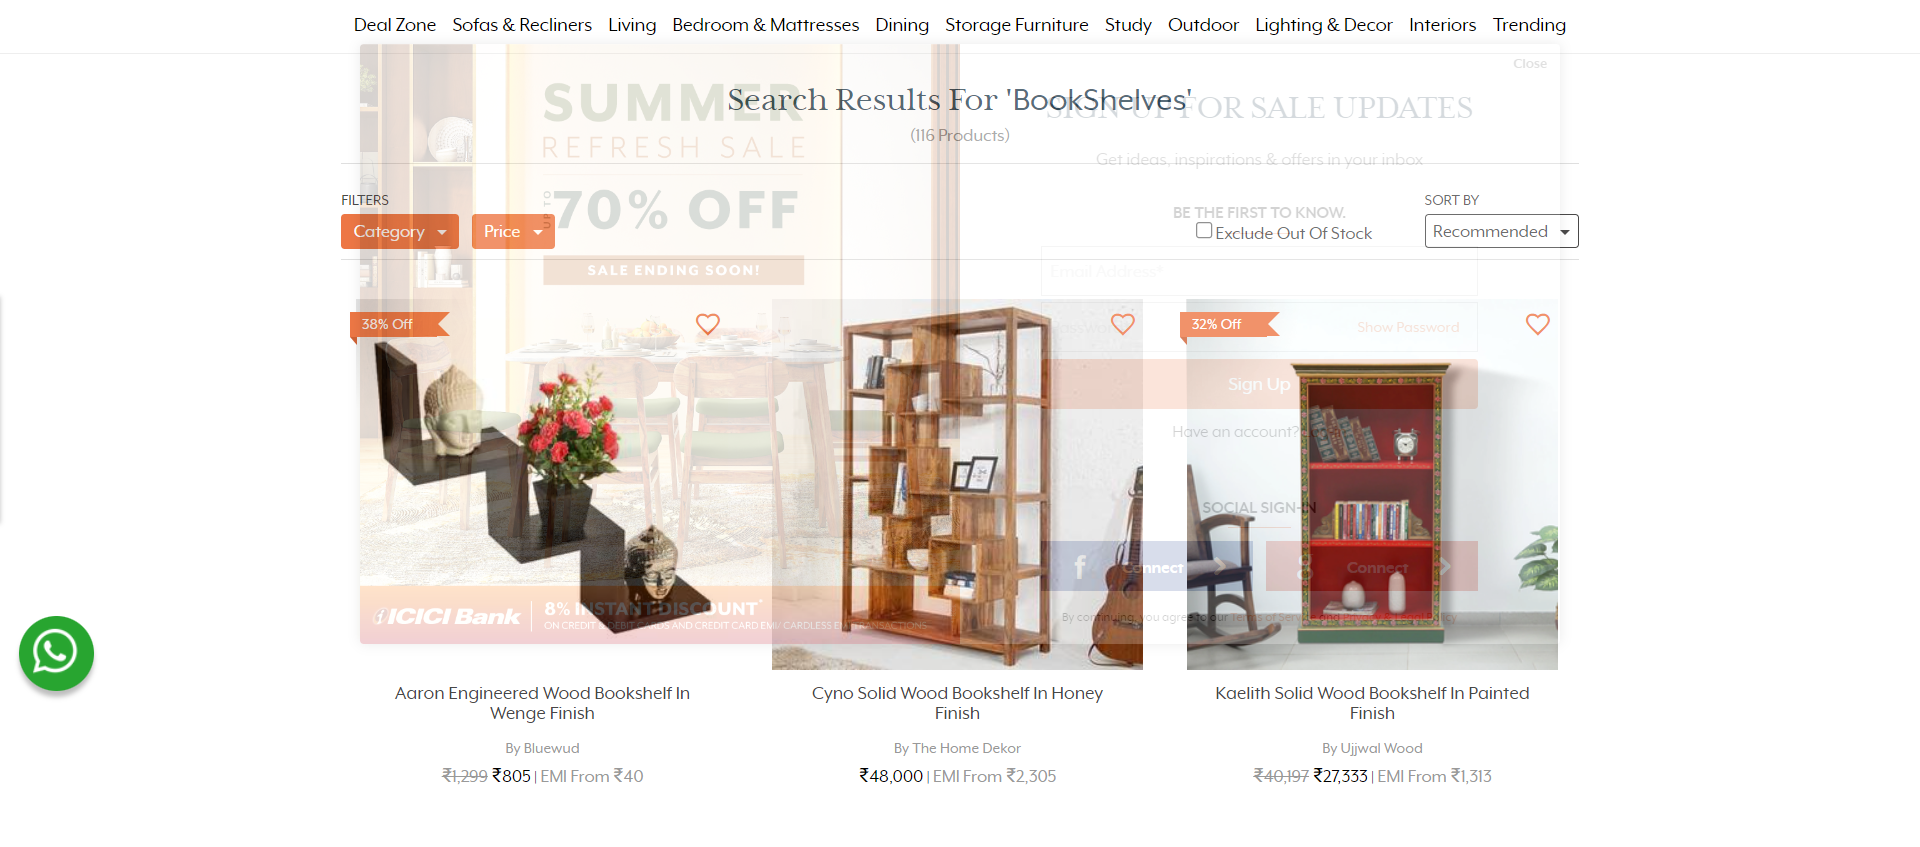 Deal Zone Sofas & Recliners Living Bedroom & Mattresses Dining Storage Furniture Study Outdoor Lighting & Decor Interiors Trending
Close
SUMMER
REFRESH SALE
UP TO
70% OFF
SALE ENDING SOON!
Search Results For 'BookShelves'
(116 Products)
SIGN UP FOR SALE UPDATES
Get ideas, inspirations & offers in your inbox
BE THE FIRST TO KNOW.
FILTERS
Category
Price
Exclude Out Of Stock
SORT BY
Recommended
Email Address*
Show Password
Sign Up
Have an account?
SOCIAL SIGN-IN
f Connect
g Connect
By continuing, you agree to our Terms of Service and Privacy & Legal Policy
ICICI Bank
8% INSTANT DISCOUNT*
ON CREDIT & DEBIT CARDS AND CREDIT CARD EMI/ CARDLESS EMI TRANSACTIONS
38% Off
32% Off
Aaron Engineered Wood Bookshelf In
Wenge Finish
By Bluewud
₹1,299 ₹805 | EMI From ₹40
Cyno Solid Wood Bookshelf In Honey
Finish
By The Home Dekor
₹48,000 | EMI From ₹2,305
Kaelith Solid Wood Bookshelf In Painted
Finish
By Ujjwal Wood
₹40,197 ₹27,333 | EMI From ₹1,313